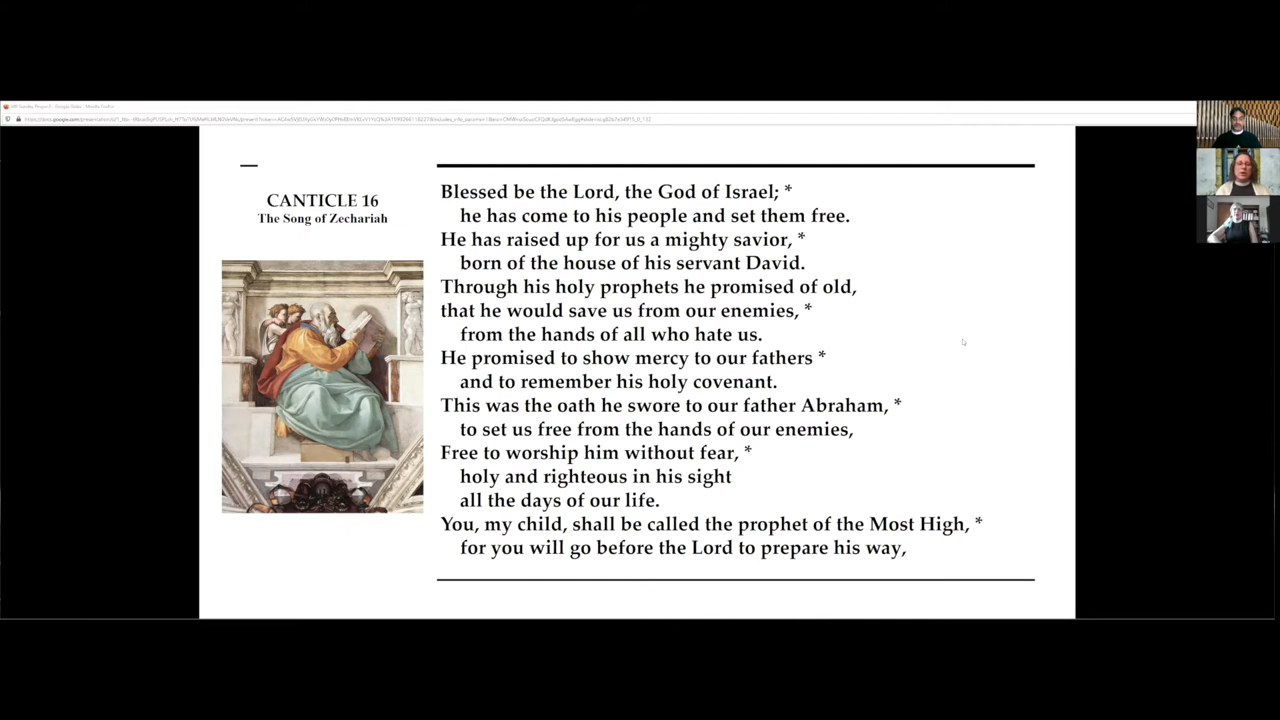 CANTICLE 16
The Song of Zechariah
Blessed be the Lord, the God of Israel; *
he has come to his people and set them free.
He has raised up for us a mighty savior, *
born of the house of his servant David.
Through his holy prophets he promised of old,
that he would save us from our enemies, *
from the hands of all who hate us.
He promised to show mercy to our fathers *
and to remember his holy covenant.
This was the oath he swore to our father Abraham, *
to set us free from the hands of our enemies,
Free to worship him without fear, *
holy and righteous in his sight
all the days of our life.
You, my child, shall be called the prophet of the Most High, *
for you will go before the Lord to prepare his way,